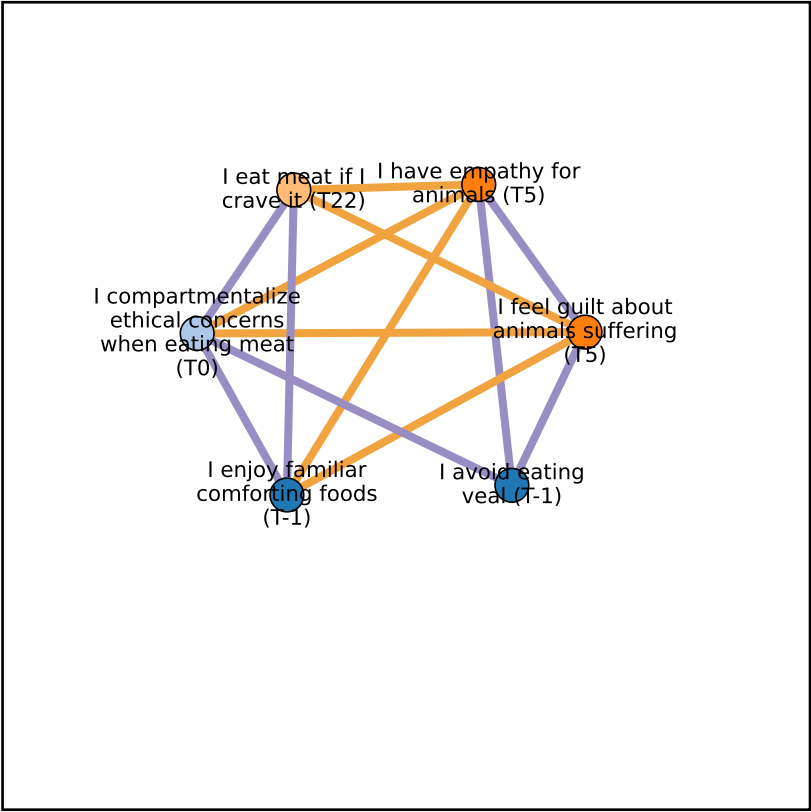 I eat meat if I
crave it (T22)
I have empathy for
animals (T5)
I compartmentalize
ethical concerns
when eating meat
(T0)
I feel guilt about
animals suffering
(T5)
I enjoy familiar
comforting foods
(T-1)
I avoid eating
veal (T-1)